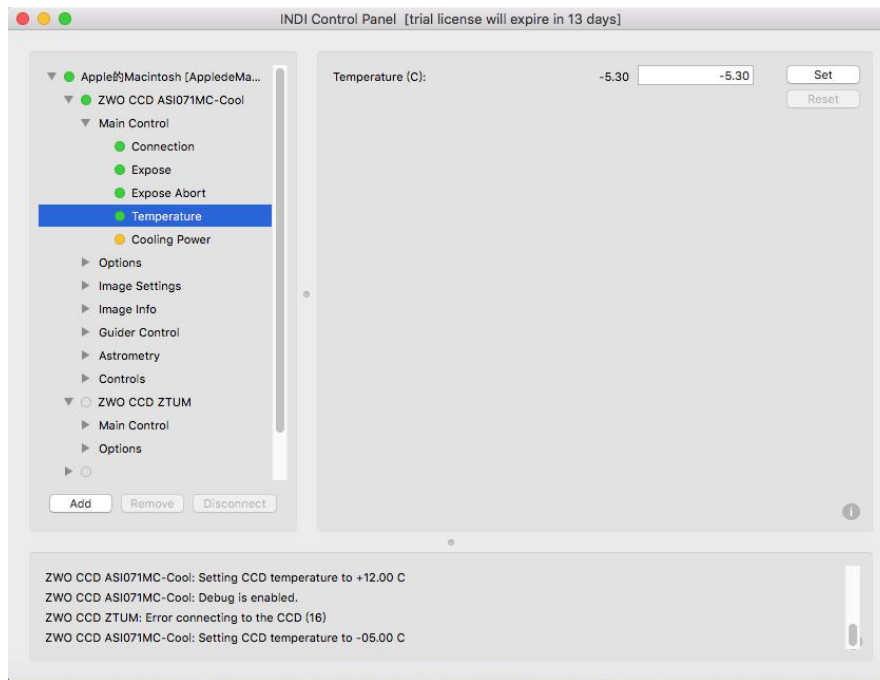 INDI Control Panel [trial license will expire in 13 days]
Apple的Macintosh [AppledeMa...
ZWO CCD ASI071MC-Cool
Main Control
Connection
Expose
Expose Abort
Temperature
Cooling Power
Options
Image Settings
Image Info
Guider Control
Astrometry
Controls
ZWO CCD ZTUM
Main Control
Options
Add Remove Disconnect
Temperature (C): -5.30 -5.30 Set
Reset
ZWO CCD ASI071MC-Cool: Setting CCD temperature to +12.00 C
ZWO CCD ASI071MC-Cool: Debug is enabled.
ZWO CCD ZTUM: Error connecting to the CCD (16)
ZWO CCD ASI071MC-Cool: Setting CCD temperature to -05.00 C